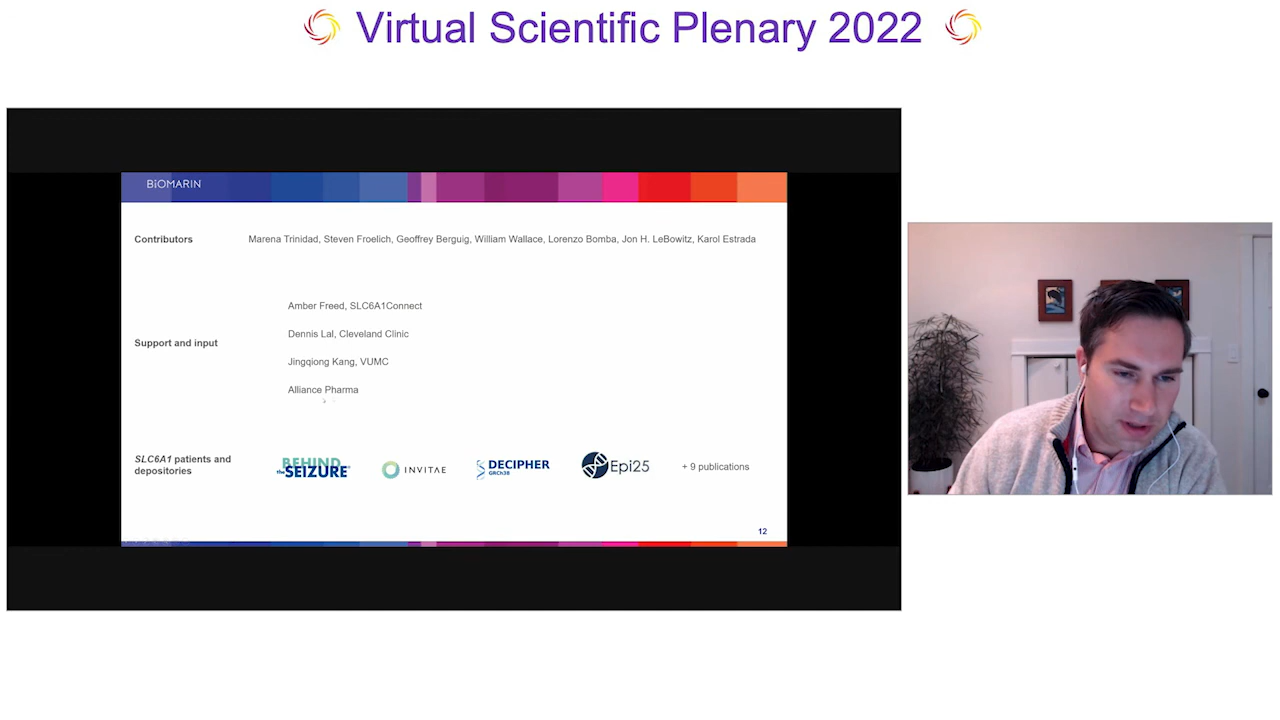 Virtual Scientific Plenary 2022
BiOMARIN
Contributors
Marena Trinidad, Steven Froelich, Geoffrey Berguig, William Wallace, Lorenzo Bomba, Jon H. LeBowitz, Karol Estrada
Amber Freed, SLC6A1Connect
Dennis Lal, Cleveland Clinic
Support and input
Jingqiong Kang, VUMC
Alliance Pharma
SLC6A1 patients and
depositories
BEHIND
the SEIZURE
INVITAE
DECIPHER
GRCh38
Epi25
+ 9 publications
12